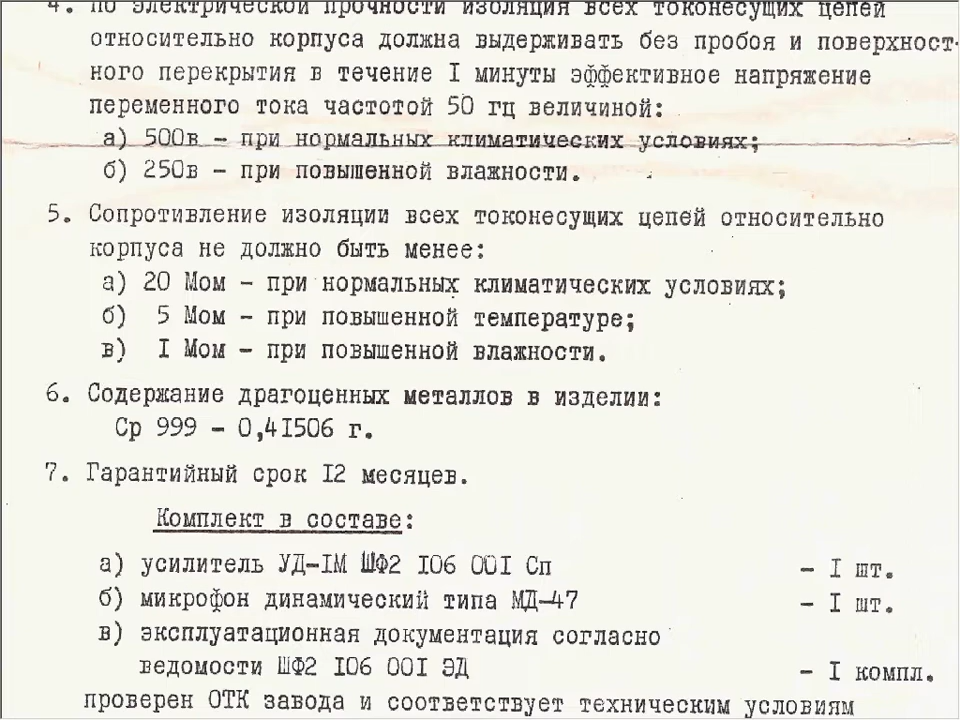 4. По электрической прочности изоляция всех токонесущих цепей
относительно корпуса должна выдерживать без пробоя и поверхност-
ного перекрытия в течение I минуты эффективное напряжение
переменного тока частотой 50 гц величиной:
а) 500в - при нормальных климатических условиях;
б) 250в - при повышенной влажности.
5. Сопротивление изоляции всех токонесущих цепей относительно
корпуса не должно быть менее:
а) 20 Мом - при нормальных климатических условиях;
б) 5 Мом - при повышенной температуре;
в) I Мом - при повышенной влажности.
6. Содержание драгоценных металлов в изделии:
Ср 999 - 0,4I506 г.
7. Гарантийный срок I2 месяцев.
Комплект в составе:
а) усилитель УД-IМ ШФ2 I06 00I Сп - I шт.
б) микрофон динамический типа МД-47 - I шт.
в) эксплуатационная документация согласно
ведомости ШФ2 I06 00I ЭД - I компл.
проверен ОТК завода и соответствует техническим условиям